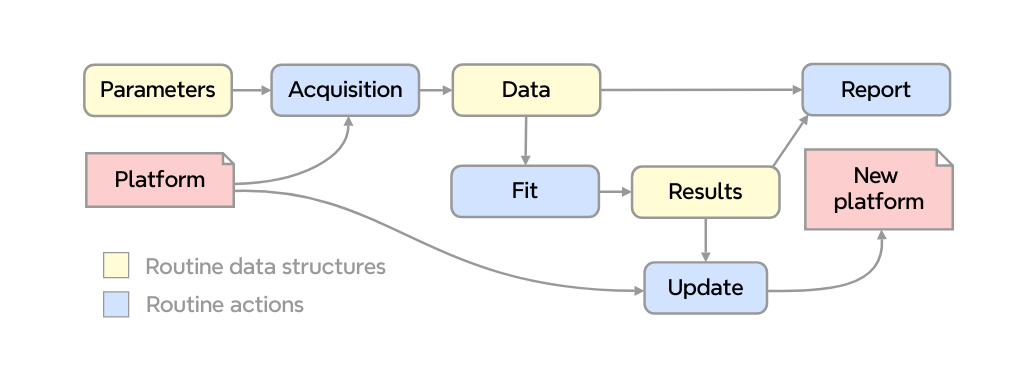 Parameters
Acquisition
Data
Report
Platform
Fit
Results
New
platform
Update
Routine data structures
Routine actions